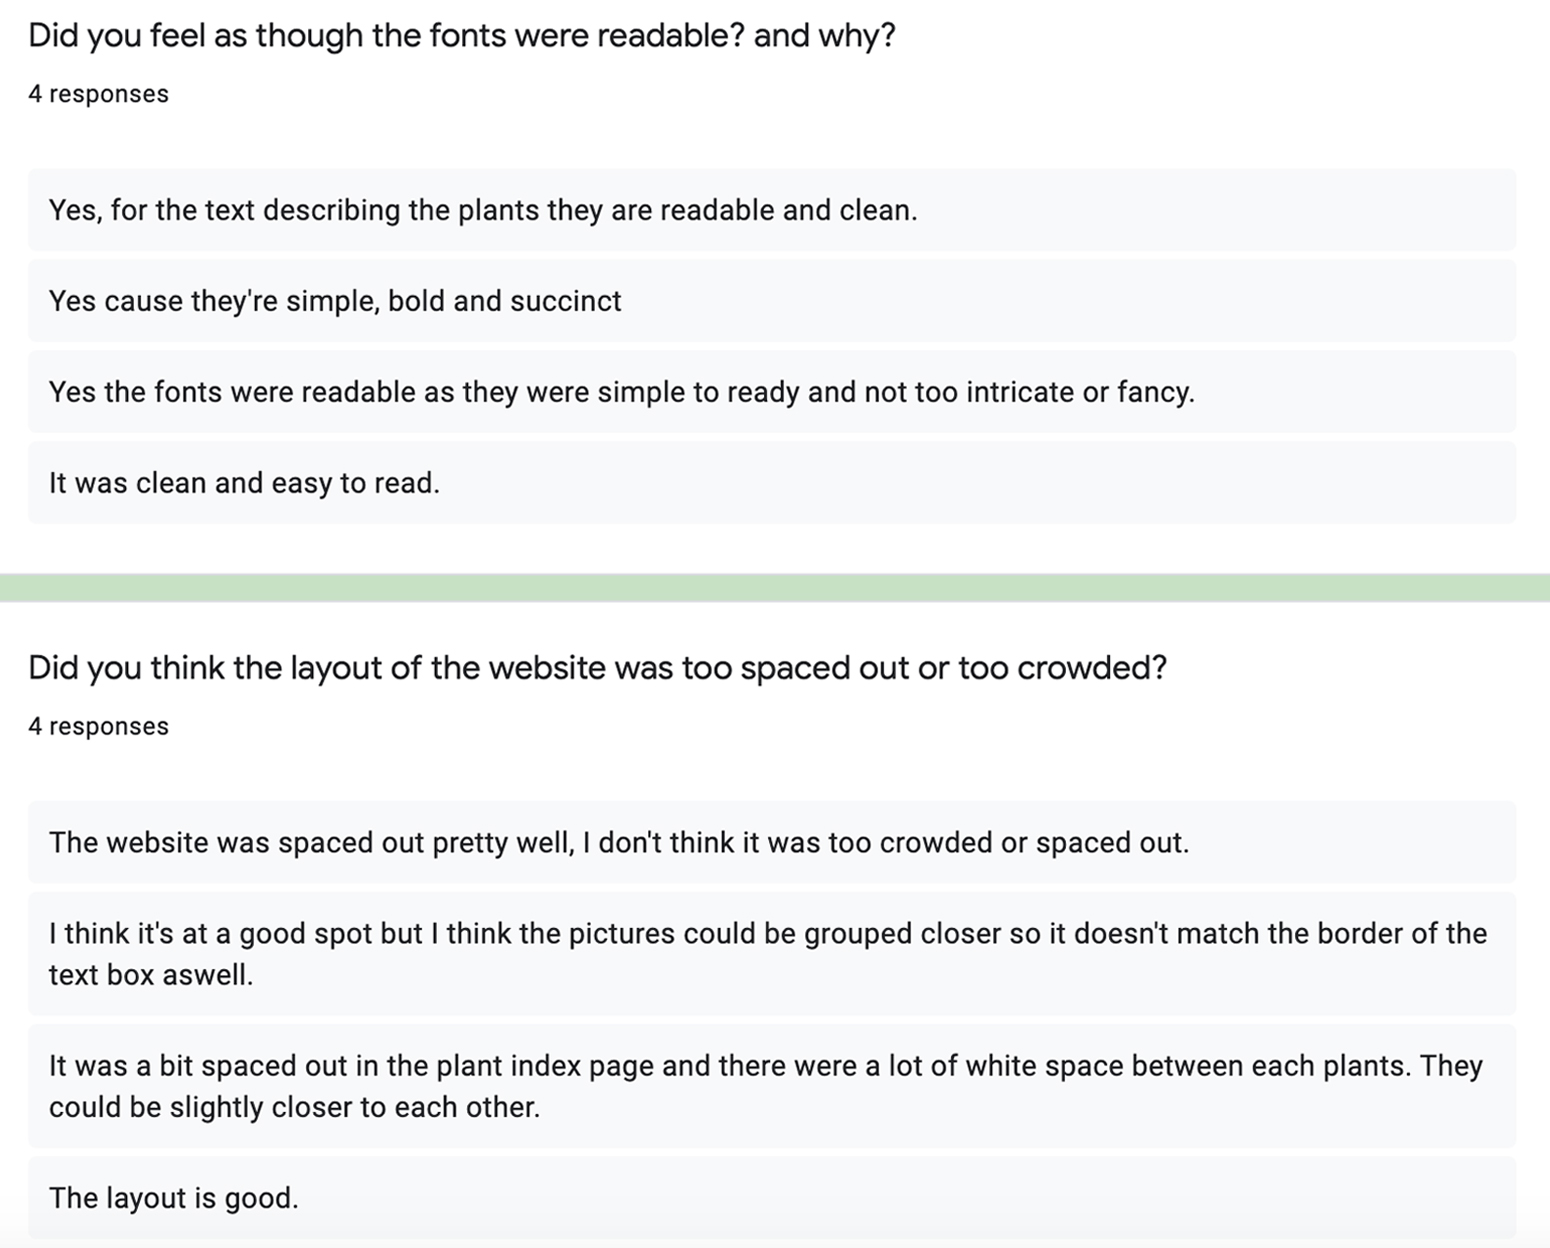 Did you feel as though the fonts were readable? and why?
4 responses
Yes, for the text describing the plants they are readable and clean.
Yes cause they're simple, bold and succinct
Yes the fonts were readable as they were simple to ready and not too intricate or fancy.
It was clean and easy to read.
Did you think the layout of the website was too spaced out or too crowded?
4 responses
The website was spaced out pretty well, I don't think it was too crowded or spaced out.
I think it's at a good spot but I think the pictures could be grouped closer so it doesn't match the border of the
text box aswell.
It was a bit spaced out in the plant index page and there were a lot of white space between each plants. They
could be slightly closer to each other.
The layout is good.